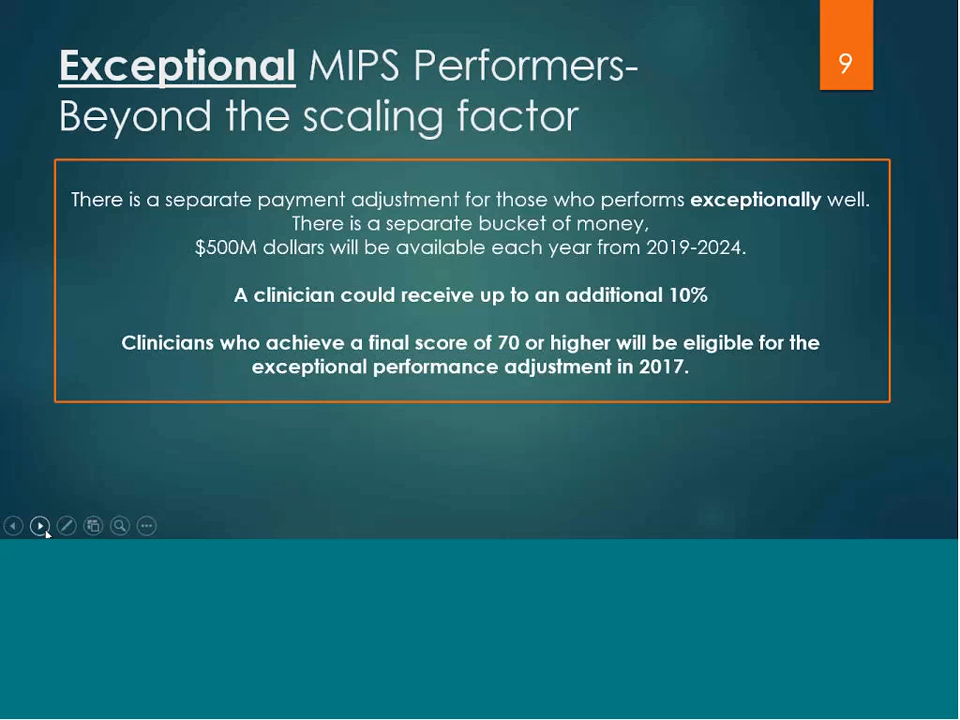 Exceptional MIPS Performers-
Beyond the scaling factor
9
There is a separate payment adjustment for those who performs exceptionally well.
There is a separate bucket of money,
$500M dollars will be available each year from 2019-2024.
A clinician could receive up to an additional 10%
Clinicians who achieve a final score of 70 or higher will be eligible for the
exceptional performance adjustment in 2017.